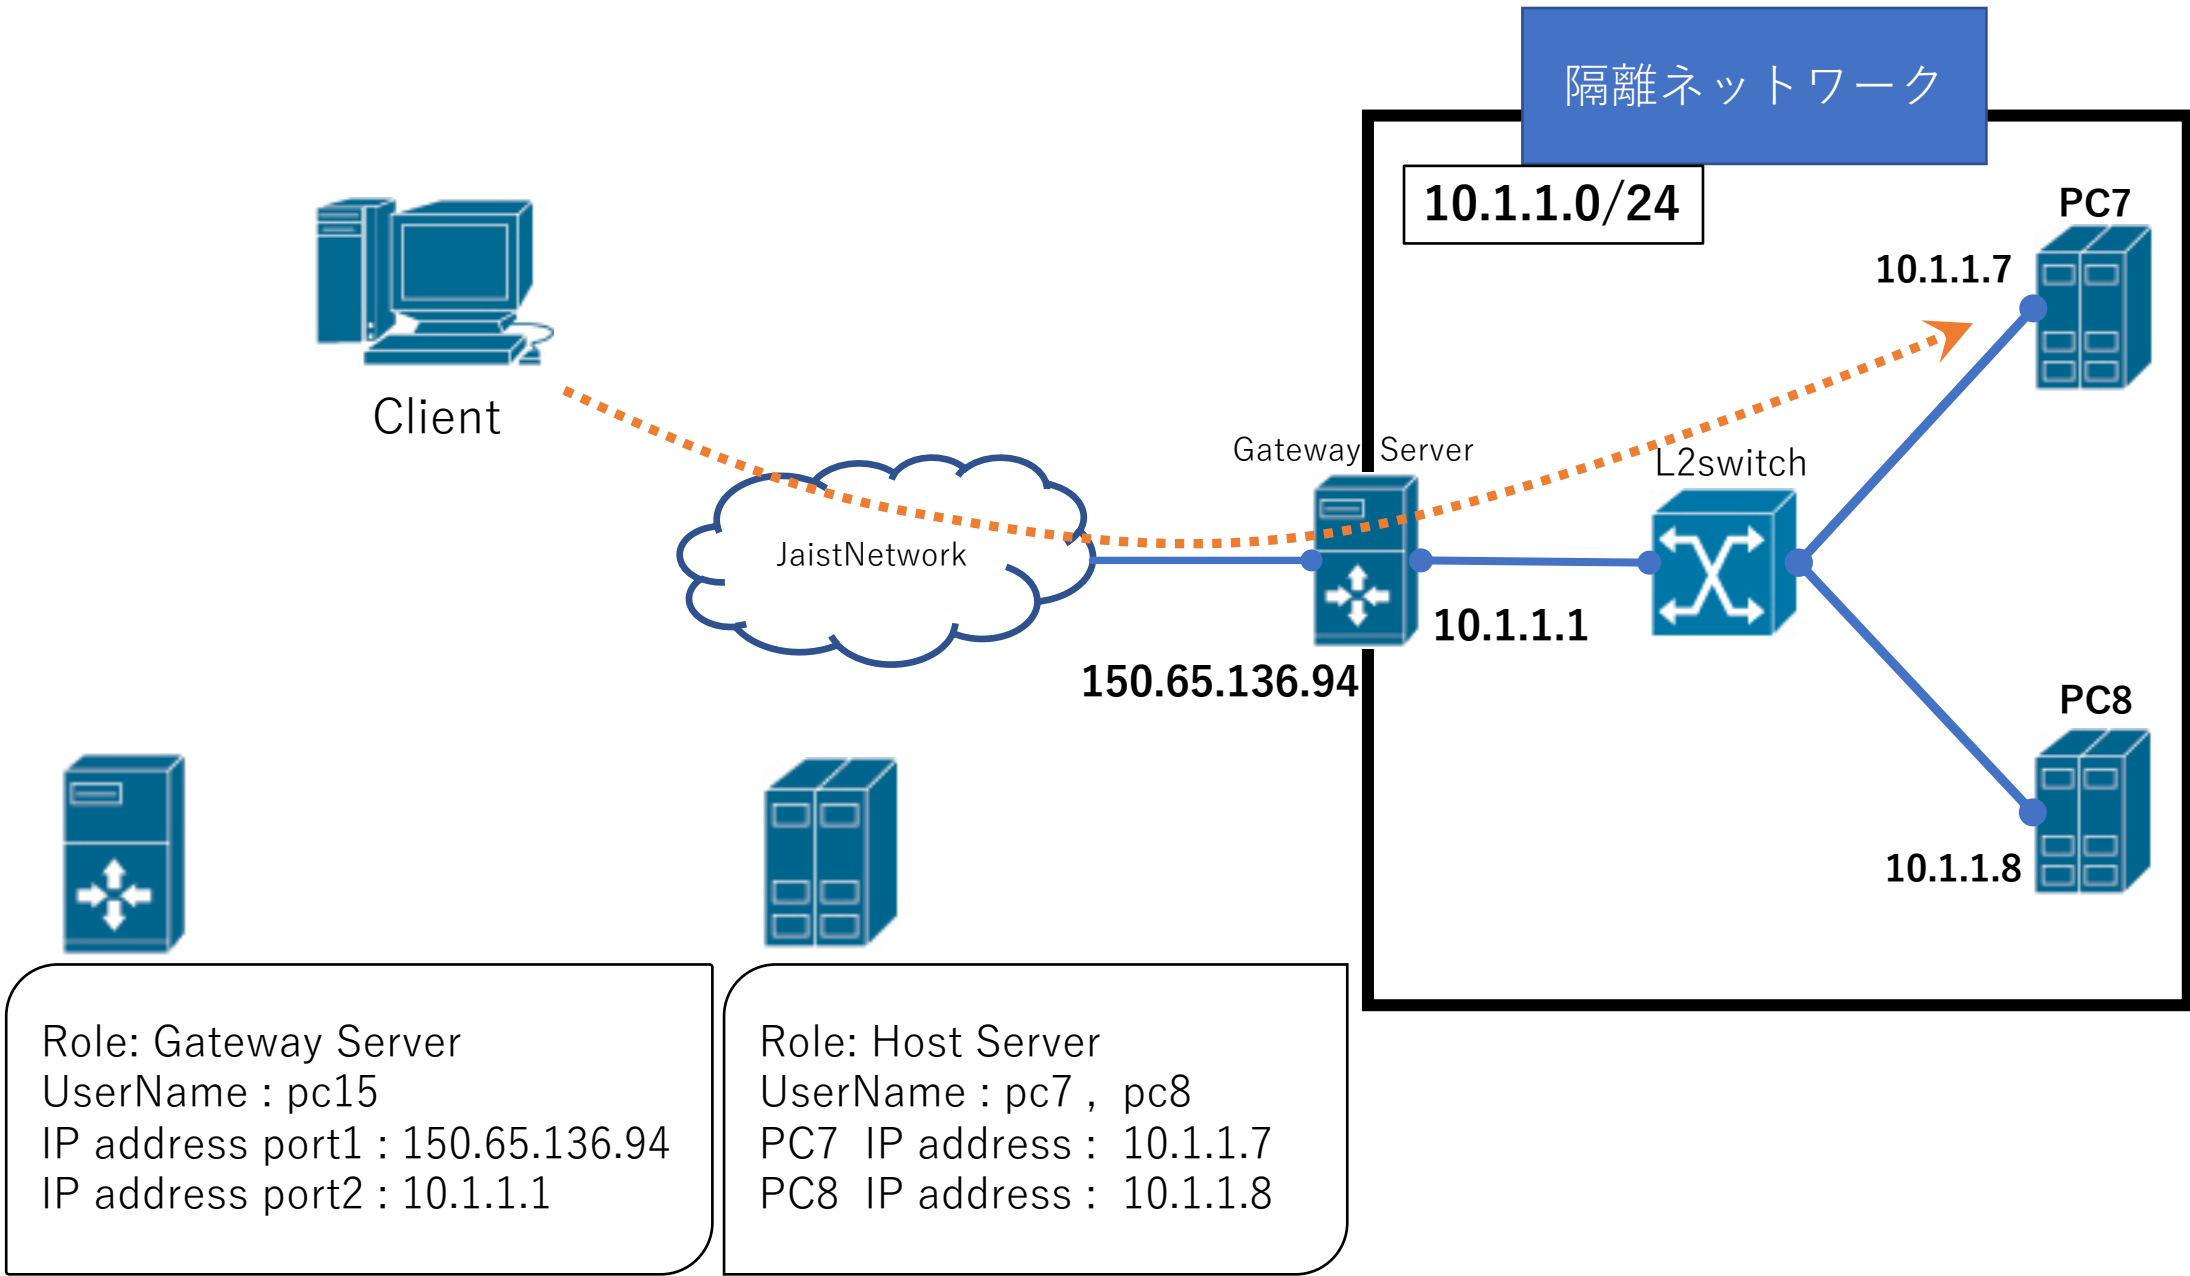 隔離ネットワーク
10.1.1.0/24
PC7
10.1.1.7
Client
Gateway Server
L2switch
JaistNetwork
10.1.1.1
150.65.136.94
PC8
10.1.1.8
Role: Gateway Server
UserName : pc15
IP address port1 : 150.65.136.94
IP address port2 : 10.1.1.1
Role: Host Server
UserName : pc7 , pc8
PC7 IP address : 10.1.1.7
PC8 IP address : 10.1.1.8